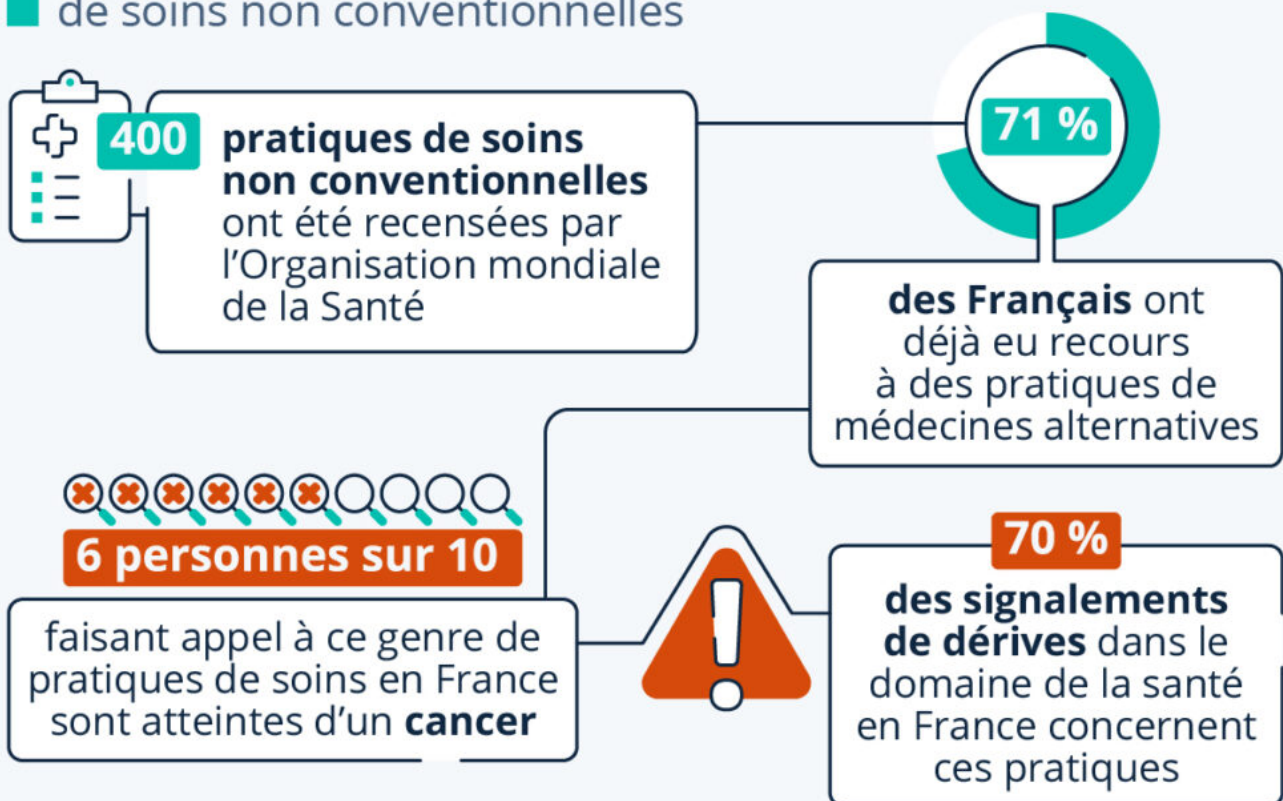 de soins non conventionnelles
400
pratiques de soins
non conventionnelles
ont été recensées par
l'Organisation mondiale
de la Santé
71 %
des Français ont
déjà eu recours
à des pratiques de
médecines alternatives
6 personnes sur 10
faisant appel à ce genre de
pratiques de soins en France
sont atteintes d'un cancer
70 %
des signalements
de dérives dans le
domaine de la santé
en France concernent
ces pratiques